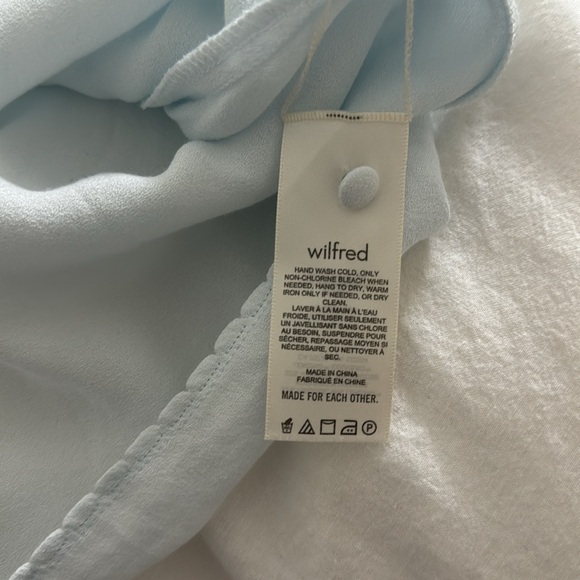 wilfred
HAND WASH COLD, ONLY
NON-CHLORINE BLEACH WHEN
NEEDED, HANG TO DRY, WARM
IRON ONLY IF NEEDED, OR DRY
CLEAN.
LAVER À LA MAIN À L'EAU
FROIDE, UTILISER SEULEMENT
UN JAVELLISANT SANS CHLORE
AU BESOIN, SUSPENDRE POUR
SÉCHER, REPASSAGE MOYEN SI
NÉCESSAIRE, OU NETTOYER À
SEC.
MADE IN CHINA
FABRIQUÉ EN CHINE
MADE FOR EACH OTHER.
P